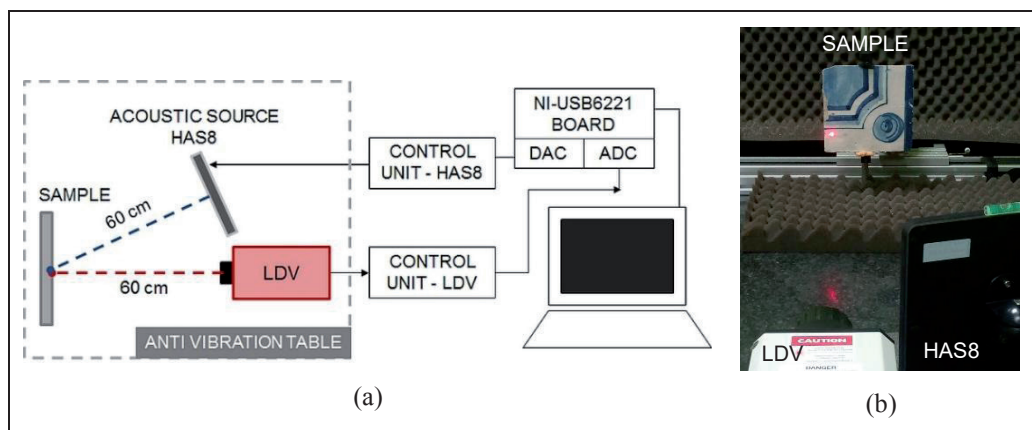 ACOUSTIC SOURCE
HAS8
SAMPLE
60 cm
60 cm
LDV
ANTI VIBRATION TABLE
CONTROL
UNIT - HAS8
CONTROL
UNIT - LDV
NI-USB6221
BOARD
DAC
ADC
(a)
SAMPLE
LDV
CAUTION
DANGER
HAS8
(b)